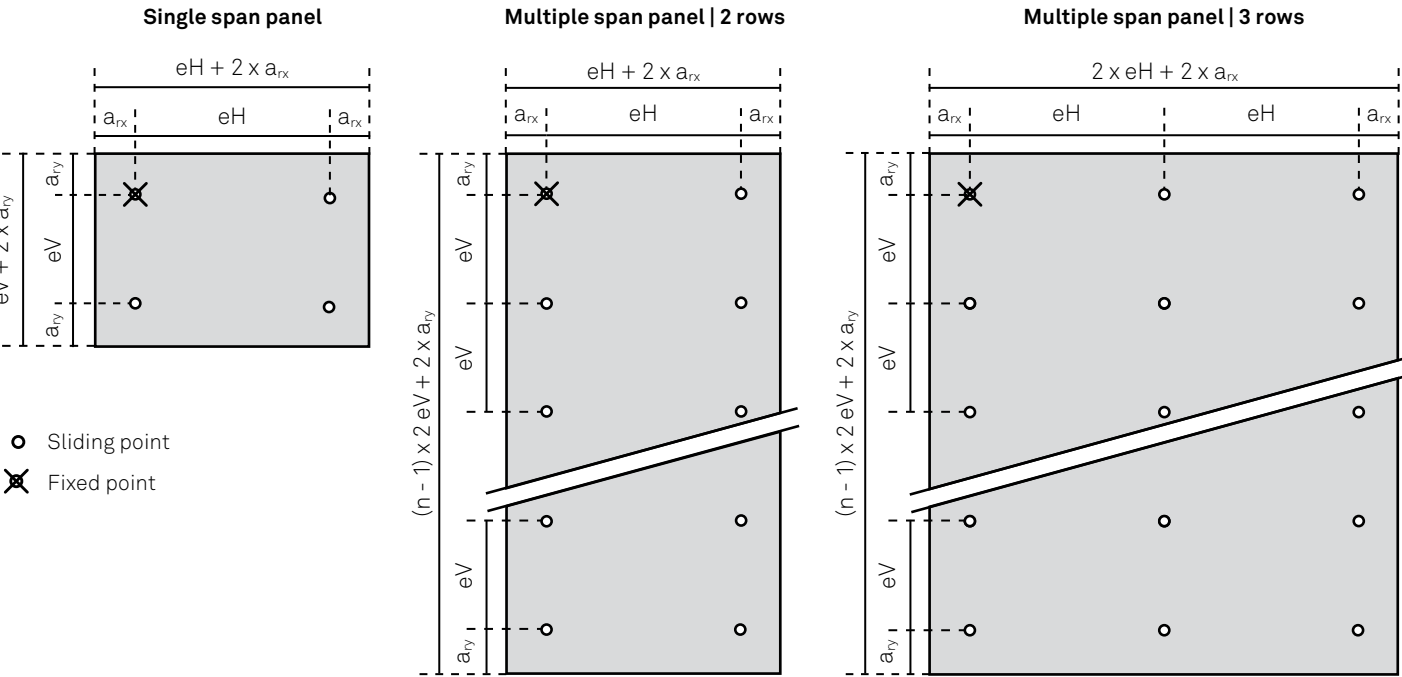 Single span panel
Multiple span panel | 2 rows
Multiple span panel | 3 rows
eH + 2 x arx
eH + 2 x arx
2 x eH + 2 x arx
arx
eH
arx
arx
eH
arx
arx
eH
eH
arx
eV + 2 x ary
ary
eV
ary
(n - 1) x 2 eV + 2 x ary
ary
eV
eV
eV
ary
(n - 1) x 2 eV + 2 x ary
ary
eV
eV
eV
ary
Sliding point
Fixed point